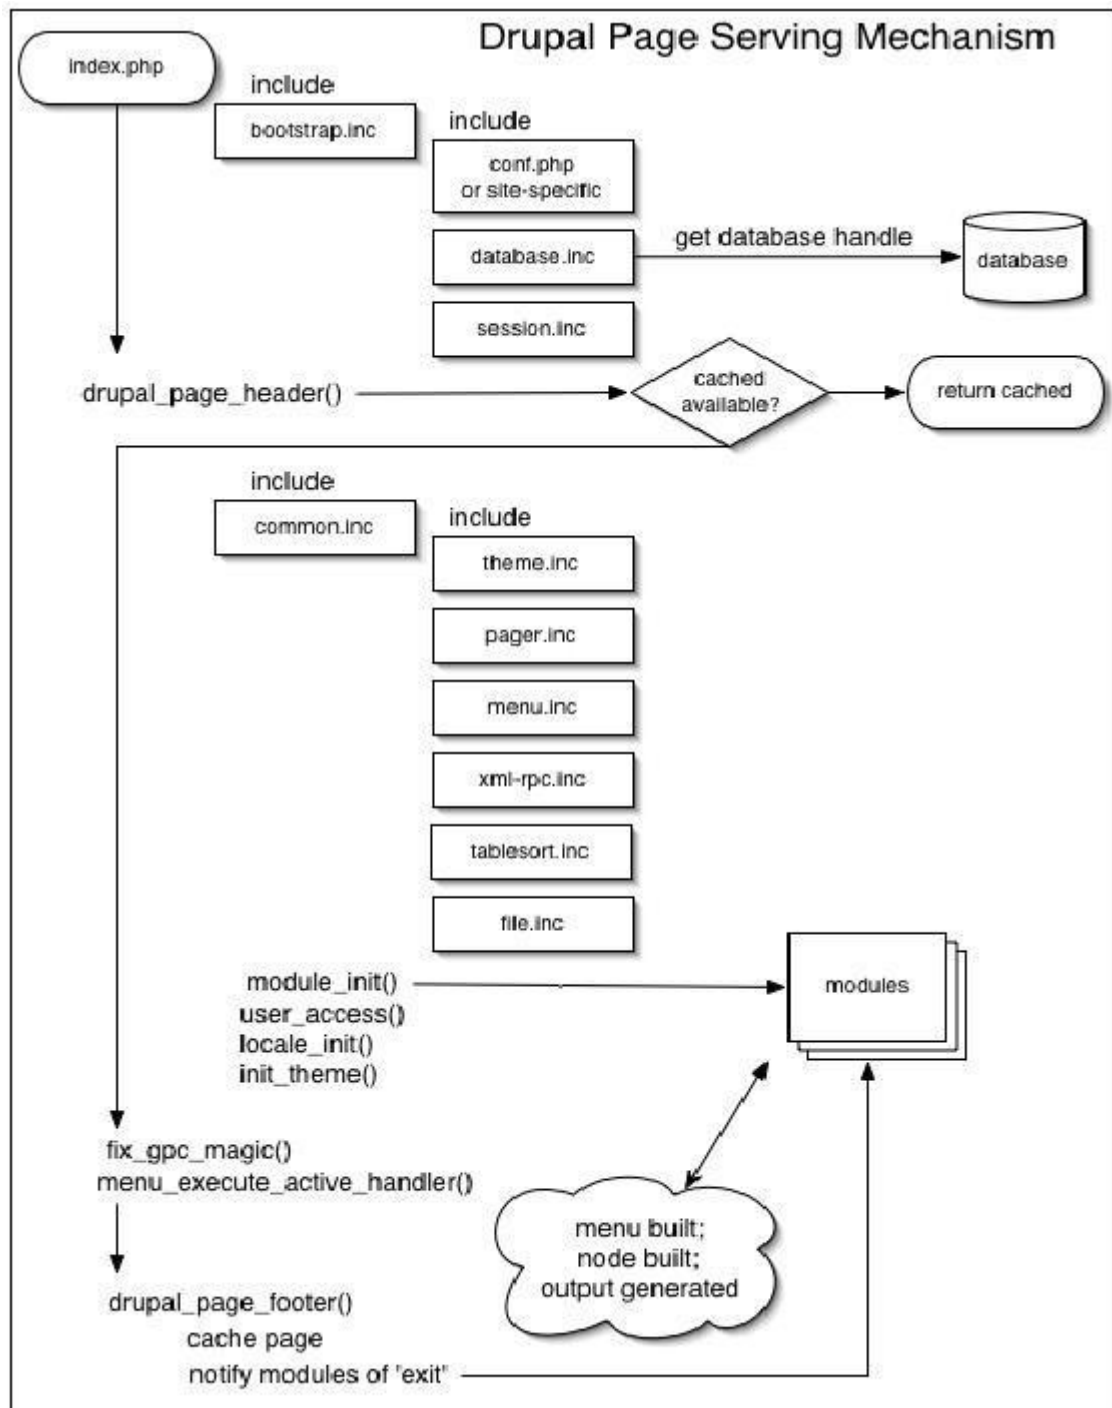 Drupal Page Serving Mechanism
index.php
include
bootstrap.inc
include
conf.php
or site-specific
database.inc
get database handle
database
session.inc
drupal_page_header()
cached
available?
return cached
include
common.inc
include
theme.inc
pager.inc
menu.inc
xml-rpc.inc
tablesort.inc
file.inc
module_init()
user_access()
locale_init()
init_theme()
modules
fix_gpc_magic()
menu_execute_active_handler()
menu built;
node built;
output generated
drupal_page_footer()
cache page
notify modules of "exit"